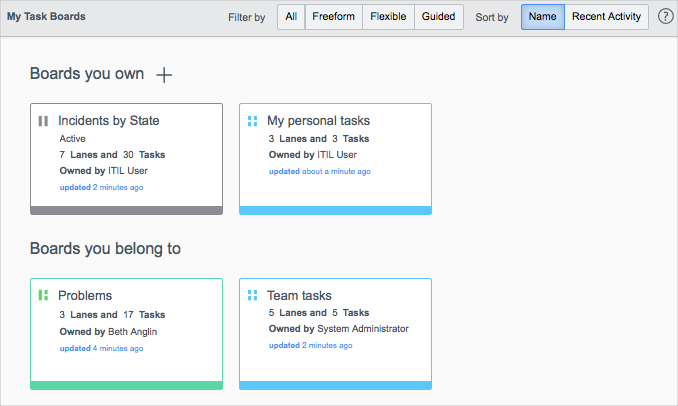 My Task Boards Filter by All Freeform Flexible Guided Sort by Name Recent Activity ?
Boards you own +
Incidents by State
Active
7 Lanes and 30 Tasks
Owned by ITIL User
updated 2 minutes ago
My personal tasks
3 Lanes and 3 Tasks
Owned by ITIL User
updated about a minute ago
Boards you belong to
Problems
3 Lanes and 17 Tasks
Owned by Beth Anglin
updated 4 minutes ago
Team tasks
5 Lanes and 5 Tasks
Owned by System Administrator
updated 2 minutes ago